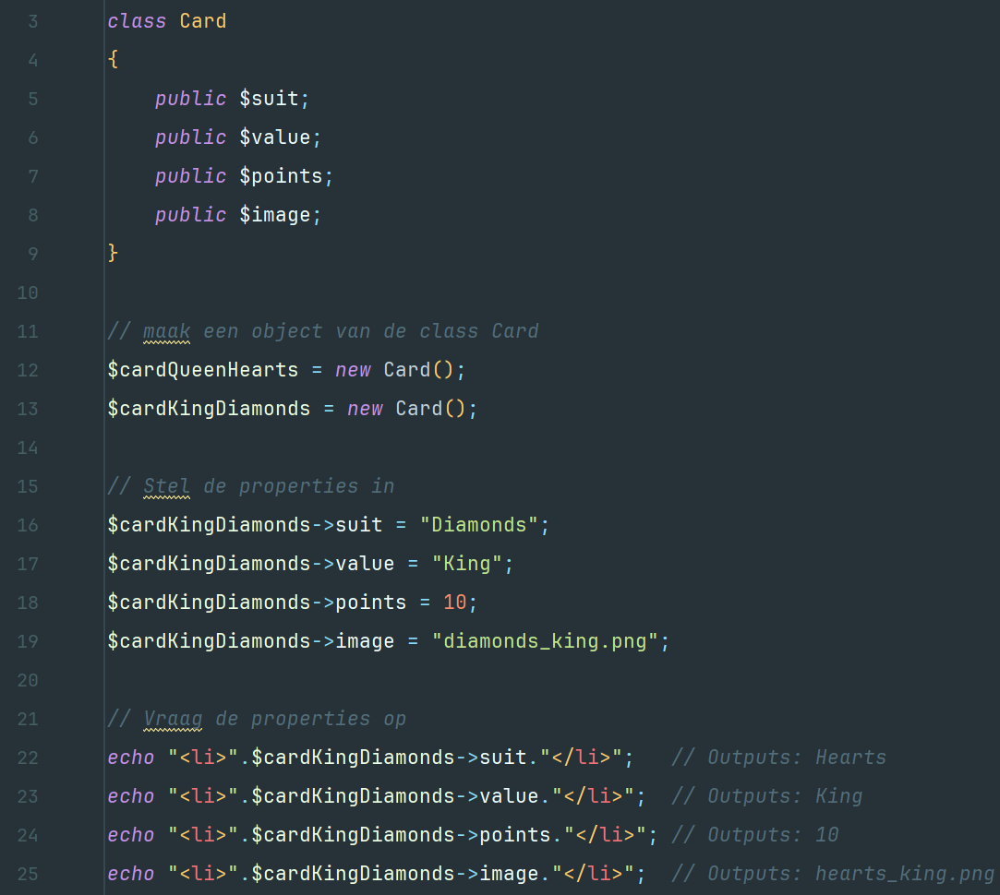 3 class Card
4 {
5 public $suit;
6 public $value;
7 public $points;
8 public $image;
9 }
10
11 // maak een object van de class Card
12 $cardQueenHearts = new Card();
13 $cardKingDiamonds = new Card();
14
15 // Stel de properties in
16 $cardKingDiamonds->suit = "Diamonds";
17 $cardKingDiamonds->value = "King";
18 $cardKingDiamonds->points = 10;
19 $cardKingDiamonds->image = "diamonds_king.png";
20
21 // Vraag de properties op
22 echo "<li>".$cardKingDiamonds->suit."</li>"; // Outputs: Hearts
23 echo "<li>".$cardKingDiamonds->value."</li>"; // Outputs: King
24 echo "<li>".$cardKingDiamonds->points."</li>"; // Outputs: 10
25 echo "<li>".$cardKingDiamonds->image."</li>"; // Outputs: hearts_king.png